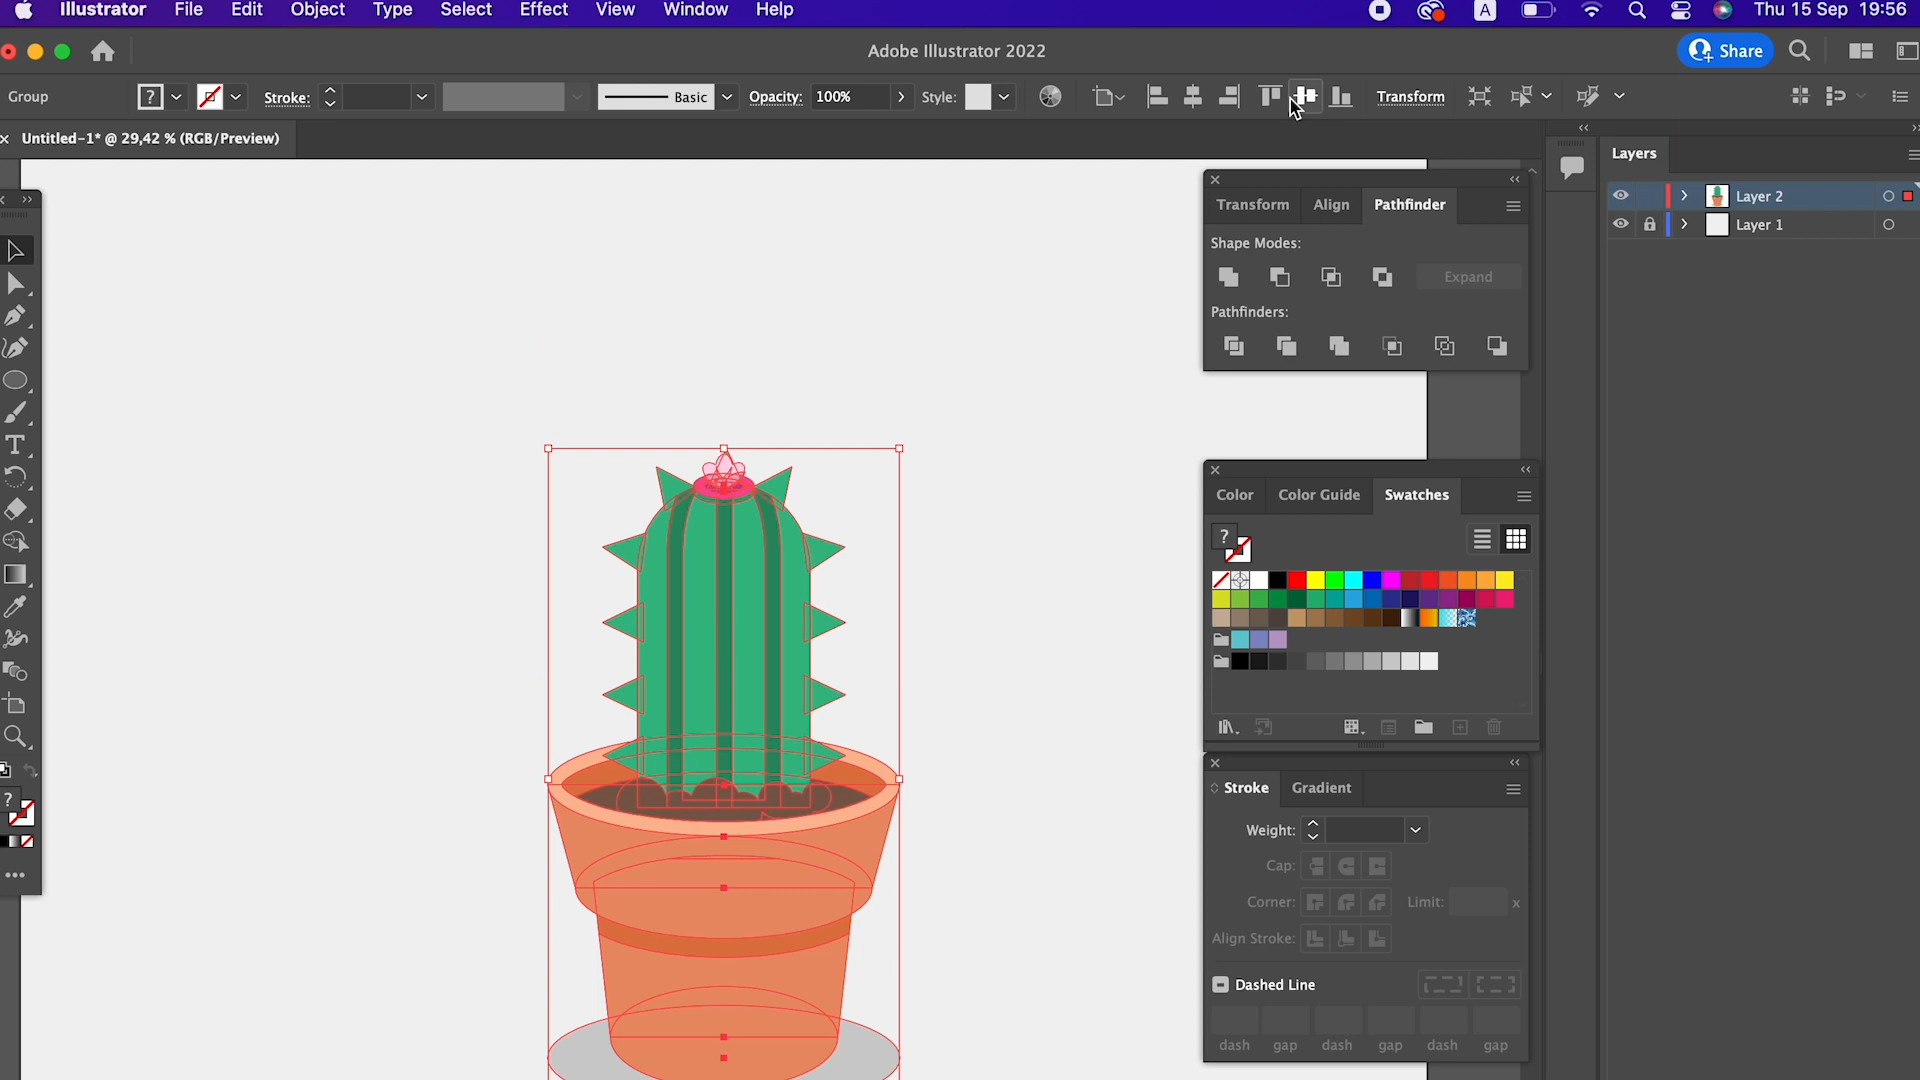 Illustrator File Edit Object Type Select Effect View Window Help A Thu 15 Sep 19:56
Adobe Illustrator 2022 Share
Group ? Stroke: Basic Opacity: 100% Style: Transform
× Untitled-1* @ 29,42 % (RGB/Preview)
Layers
Layer 2
Layer 1
Transform Align Pathfinder
Shape Modes:
Expand
Pathfinders:
Color Color Guide Swatches
?
Stroke Gradient
Weight:
Cap:
Corner: Limit: x
Align Stroke:
Dashed Line
dash gap dash gap dash gap
T
?